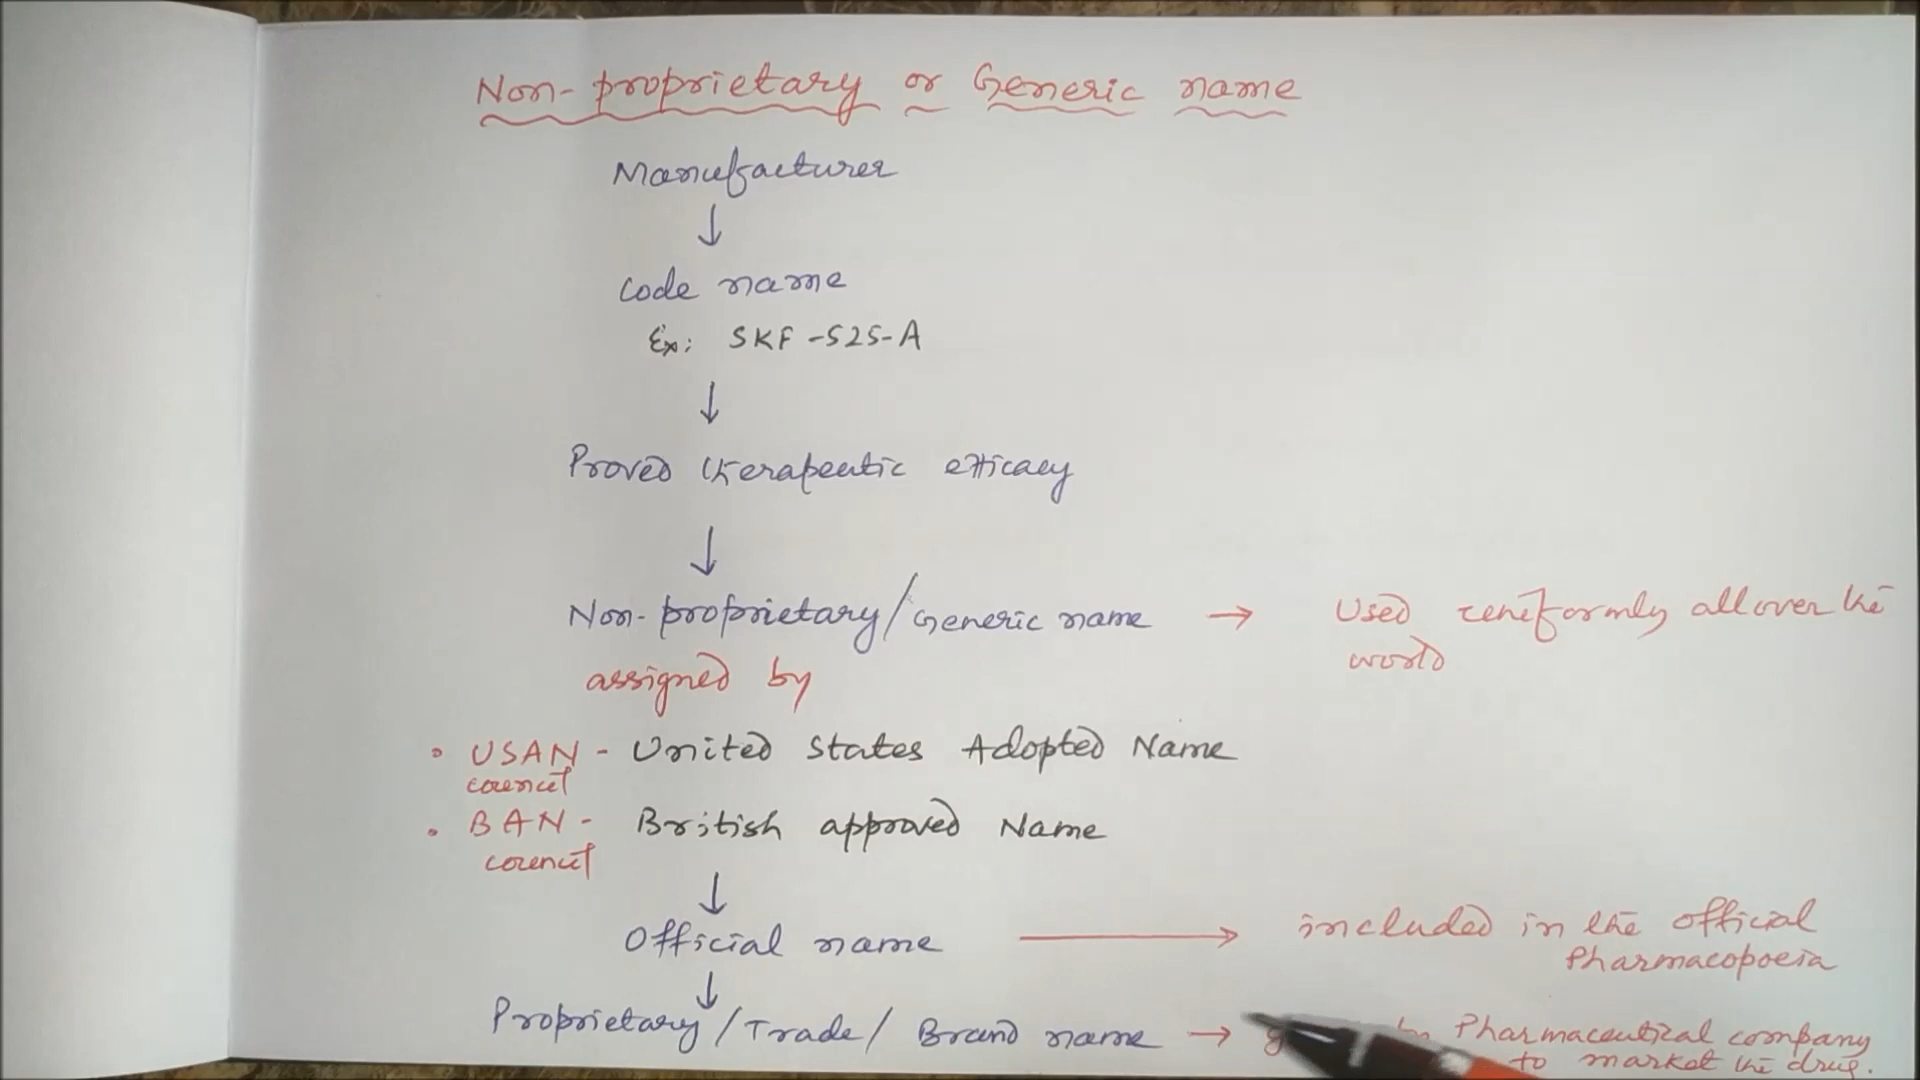 Non-proprietary or Generic name
Manufacturer
↓
Code name
Ex: SKF-525-A
↓
Proved therapeutic efficacy
↓
Non-proprietary/Generic name → Used uniformly all over the
world
assigned by
• USAN - United States Adopted Name
council
• BAN - British approved Name
council
↓
Official name → included in the official
Pharmacopoeia
↓
Proprietary/Trade/Brand name → Pharmaceutical company
to market the drug.